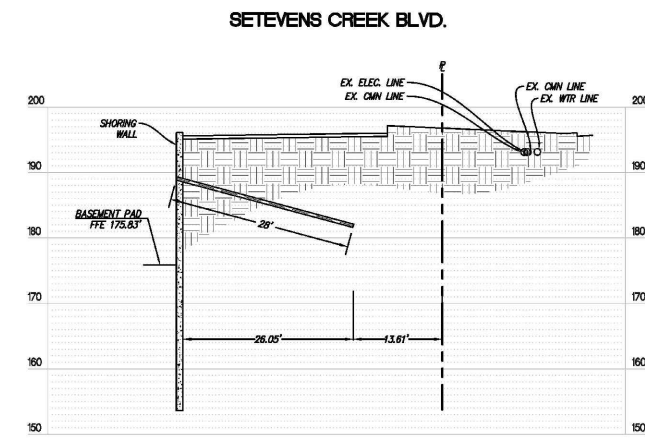 SETEVENS CREEK BLVD.
EX. ELEC. LINE
EX. CMN LINE
EX. CMN LINE
EX. WTR LINE
200
200
SHORING
WALL
190
190
28'
BASEMENT PAD
FFE 175.83'
180
180
170
170
26.05'
13.61'
160
160
150
150